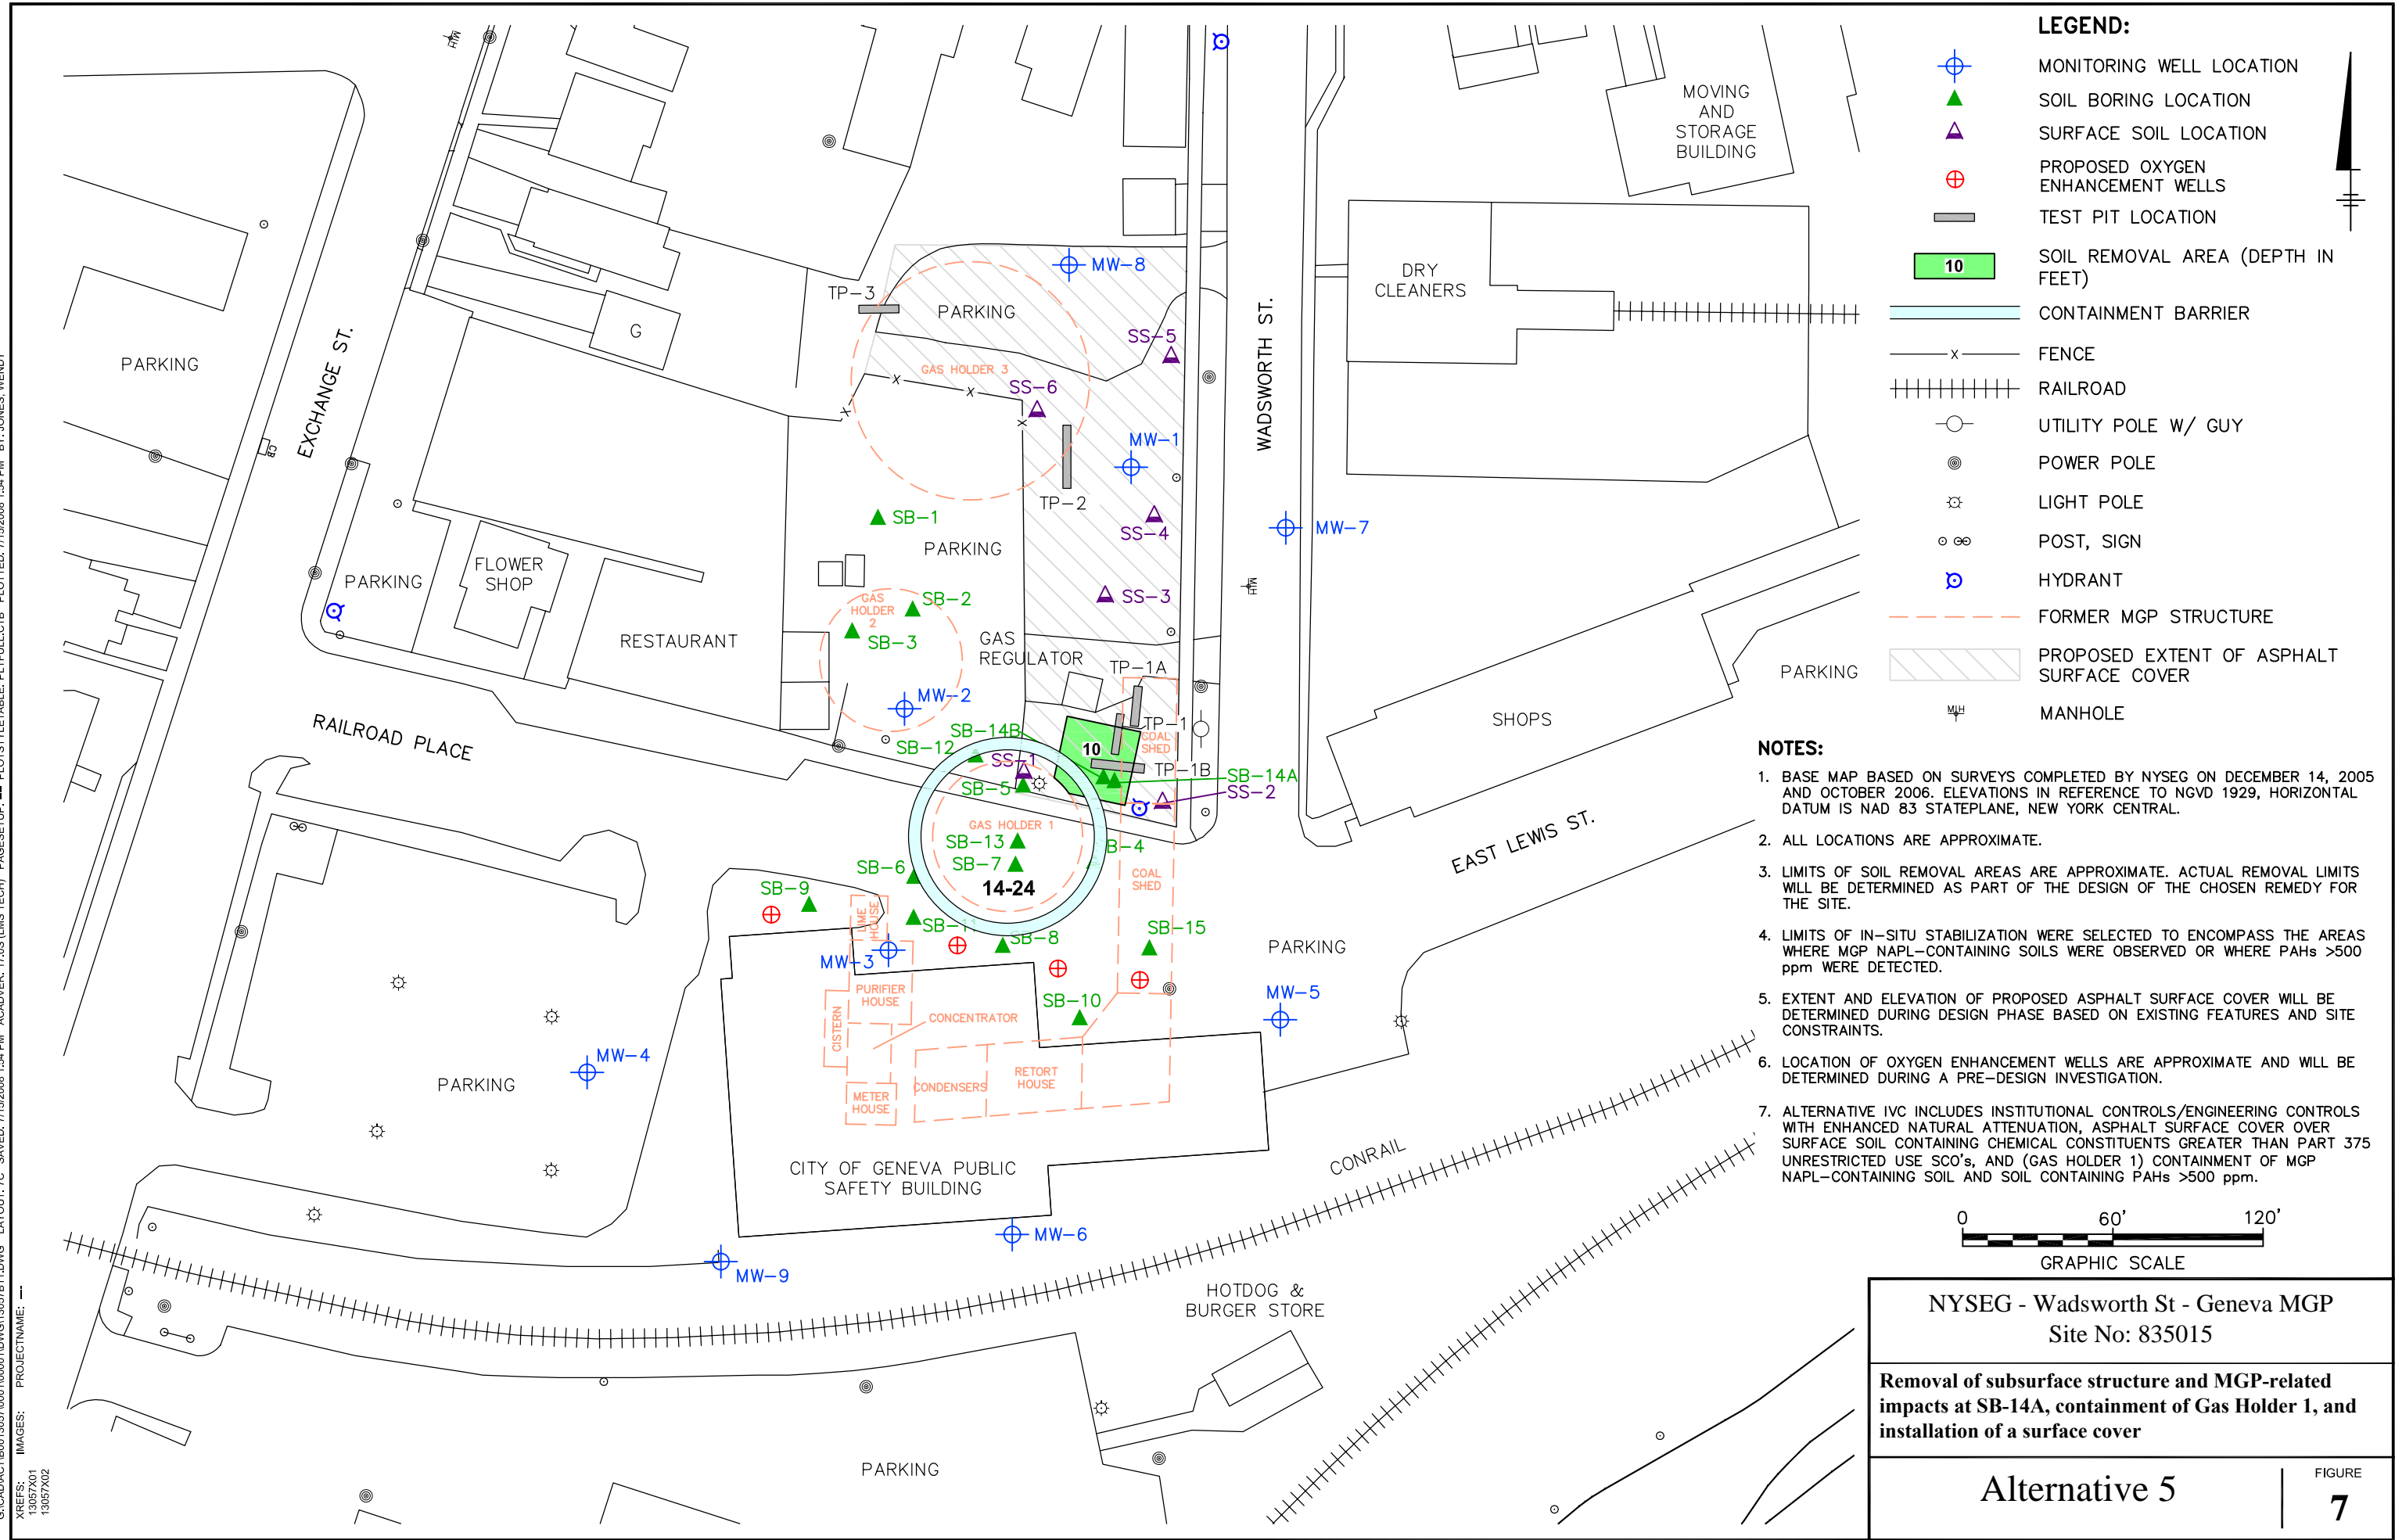 LEGEND:
MONITORING WELL LOCATION
SOIL BORING LOCATION
SURFACE SOIL LOCATION
PROPOSED OXYGEN
ENHANCEMENT WELLS
TEST PIT LOCATION
10
SOIL REMOVAL AREA (DEPTH IN
FEET)
CONTAINMENT BARRIER
X
FENCE
RAILROAD
UTILITY POLE W/ GUY
POWER POLE
LIGHT POLE
POST, SIGN
HYDRANT
FORMER MGP STRUCTURE
PROPOSED EXTENT OF ASPHALT
SURFACE COVER
MH
MANHOLE
NOTES:
1. BASE MAP BASED ON SURVEYS COMPLETED BY NYSEG ON DECEMBER 14, 2005
AND OCTOBER 2006. ELEVATIONS IN REFERENCE TO NGVD 1929, HORIZONTAL
DATUM IS NAD 83 STATEPLANE, NEW YORK CENTRAL.
2. ALL LOCATIONS ARE APPROXIMATE.
3. LIMITS OF SOIL REMOVAL AREAS ARE APPROXIMATE. ACTUAL REMOVAL LIMITS
WILL BE DETERMINED AS PART OF THE DESIGN OF THE CHOSEN REMEDY FOR
THE SITE.
4. LIMITS OF IN-SITU STABILIZATION WERE SELECTED TO ENCOMPASS THE AREAS
WHERE MGP NAPL-CONTAINING SOILS WERE OBSERVED OR WHERE PAHs >500
ppm WERE DETECTED.
5. EXTENT AND ELEVATION OF PROPOSED ASPHALT SURFACE COVER WILL BE
DETERMINED DURING DESIGN PHASE BASED ON EXISTING FEATURES AND SITE
CONSTRAINTS.
6. LOCATION OF OXYGEN ENHANCEMENT WELLS ARE APPROXIMATE AND WILL BE
DETERMINED DURING A PRE-DESIGN INVESTIGATION.
7. ALTERNATIVE IVC INCLUDES INSTITUTIONAL CONTROLS/ENGINEERING CONTROLS
WITH ENHANCED NATURAL ATTENUATION, ASPHALT SURFACE COVER OVER
SURFACE SOIL CONTAINING CHEMICAL CONSTITUENTS GREATER THAN PART 375
UNRESTRICTED USE SCO's, AND (GAS HOLDER 1) CONTAINMENT OF MGP
NAPL-CONTAINING SOIL AND SOIL CONTAINING PAHs >500 ppm.
0 60' 120'
GRAPHIC SCALE
NYSEG - Wadsworth St - Geneva MGP
Site No: 835015
Removal of subsurface structure and MGP-related
impacts at SB-14A, containment of Gas Holder 1, and
installation of a surface cover
Alternative 5
FIGURE
7
MH
MOVING
AND
STORAGE
BUILDING
DRY
CLEANERS
WADSWORTH ST.
EXCHANGE ST.
PARKING
CB
G
TP-3
PARKING
MW-8
SS-5
GAS HOLDER 3
X
X
X
X
SS-6
MW-1
TP-2
SS-4
MW-7
MH
SB-1
PARKING
SS-3
FLOWER
SHOP
PARKING
RESTAURANT
GAS
HOLDER
2
SB-2
SB-3
GAS
REGULATOR
TP-1A
MW-2
SB-14B
TP-1
10
COAL
SHED
SB-12
SS-1
TP-1B
SB-14A
SS-2
SB-5
RAILROAD PLACE
SHOPS
PARKING
EAST LEWIS ST.
GAS HOLDER 1
SB-13
SB-7
14-24
B-4
SB-6
SB-9
LIME
HOUSE
SB-11
SB-8
COAL
SHED
SB-15
PARKING
MW-3
PURIFIER
HOUSE
CISTERN
CONCENTRATOR
SB-10
MW-5
CONDENSERS
RETORT
HOUSE
METER
HOUSE
MW-4
PARKING
CITY OF GENEVA PUBLIC
SAFETY BUILDING
MW-6
MW-9
CONRAIL
HOTDOG &
BURGER STORE
PARKING
XREFS: IMAGES: PROJECTNAME: ---
13057X01
13057X02